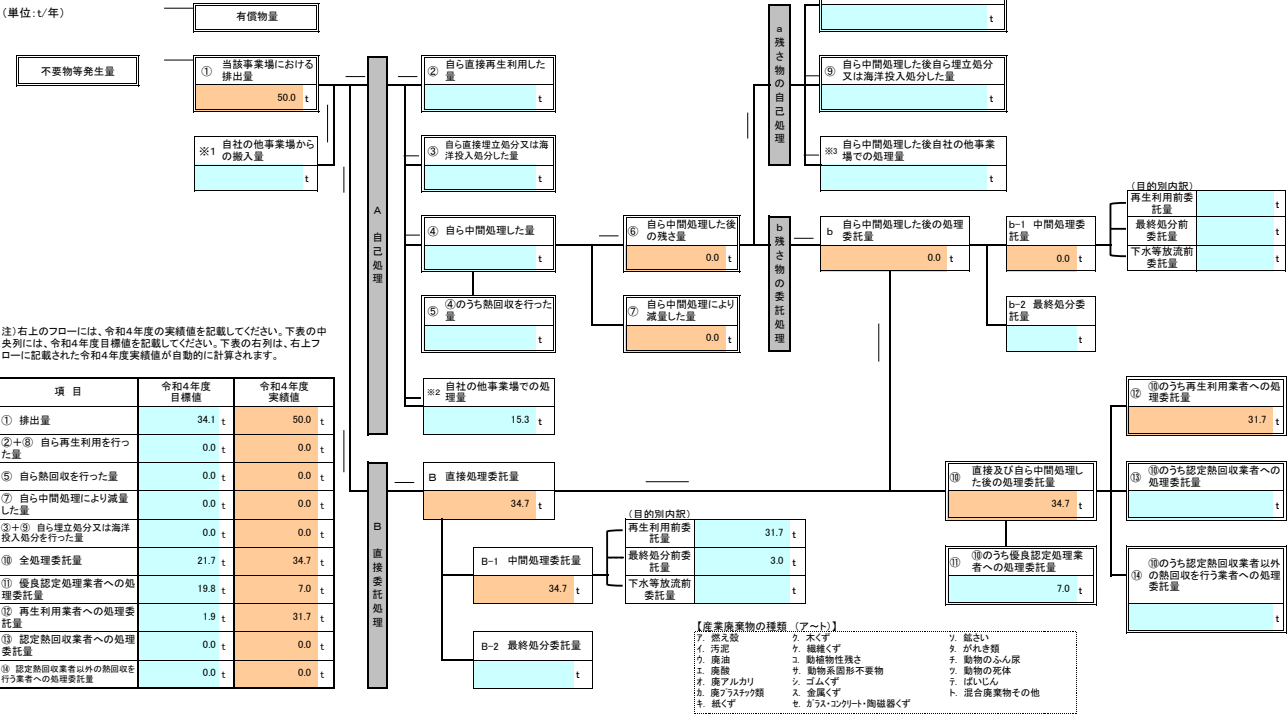 （単位:t/年）
有償物量
不要物等発生量
① 当該事業場における
排出量
50.0 t
※1 自社の他事業場から
の搬入量
t
A 自己処理
② 自ら直接再生利用した
量
t
③ 自ら直接埋立処分又は海
洋投入処分した量
t
④ 自ら中間処理した量
t
⑤ ④のうち熱回収を行った
量
t
※2 自社の他事業場での処
理量
15.3 t
⑥ 自ら中間処理した後
の残さ量
0.0 t
⑦ 自ら中間処理により
減量した量
0.0 t
a 残さ物の自己処理
t
⑨ 自ら中間処理した後自ら埋立処分
又は海洋投入処分した量
t
※3 自ら中間処理した後自社の他事業
場での処理量
t
b 残さ物の委託処理
b 自ら中間処理した後の処理
委託量
0.0 t
b-1 中間処理委
託量
0.0 t
b-2 最終処分委
託量
t
（目的別内訳）
再生利用前委
託量
t
最終処分前
委託量
t
下水等放流前
委託量
t
注）右上のフローには、令和４年度の実績値を記載してください。下表の中
央列には、令和４年度目標値を記載してください。下表の右列は、右上フ
ローに記載された令和４年度実績値が自動的に計算されます。
項 目 令和４年度
目標値 令和４年度
実績値
① 排出量 34.1 t 50.0 t
②+⑧ 自ら再生利用を行っ
た量 0.0 t 0.0 t
⑤ 自ら熱回収を行った量 0.0 t 0.0 t
⑦ 自ら中間処理により減量
した量 0.0 t 0.0 t
③+⑨ 自ら埋立処分又は海洋
投入処分を行った量 0.0 t 0.0 t
⑩ 全処理委託量 21.7 t 34.7 t
⑪ 優良認定処理業者への処
理委託量 19.8 t 7.0 t
⑫ 再生利用業者への処理委
託量 1.9 t 31.7 t
⑬ 認定熱回収業者への処理
委託量 0.0 t 0.0 t
⑭ 認定熱回収業者以外の熱回収を
行う業者への処理委託量 0.0 t 0.0 t
B 直接委託処理
B 直接処理委託量
34.7 t
B-1 中間処理委託量
34.7 t
B-2 最終処分委託量
t
（目的別内訳）
再生利用前委
託量 31.7 t
最終処分前委
託量 3.0 t
下水等放流前
委託量
⑩ 直接及び自ら中間処理し
た後の処理委託量
34.7 t
⑪ ⑩のうち優良認定処理業
者への処理委託量
7.0 t
⑫ ⑩のうち再生利用業者への処
理委託量
31.7 t
⑬ ⑩のうち認定熱回収業者への
処理委託量
t
⑭ ⑩のうち認定熱回収業者以外
の熱回収を行う業者への処理
委託量
t
【産業廃棄物の種類 （ア～ト）】
ア. 燃え殻 ク. 木くず ソ. 鉱さい
イ. 汚泥 ケ. 繊維くず タ. がれき類
ウ. 廃油 コ. 動植物性残さ チ. 動物のふん尿
エ. 廃酸 サ. 動物系固形不要物 ツ. 動物の死体
オ. 廃アルカリ シ. ゴムくず テ. ばいじん
カ. 廃プラスチック類 ス. 金属くず ト. 混合廃棄物その他
キ. 紙くず セ. ガラス・コンクリート・陶磁器くず